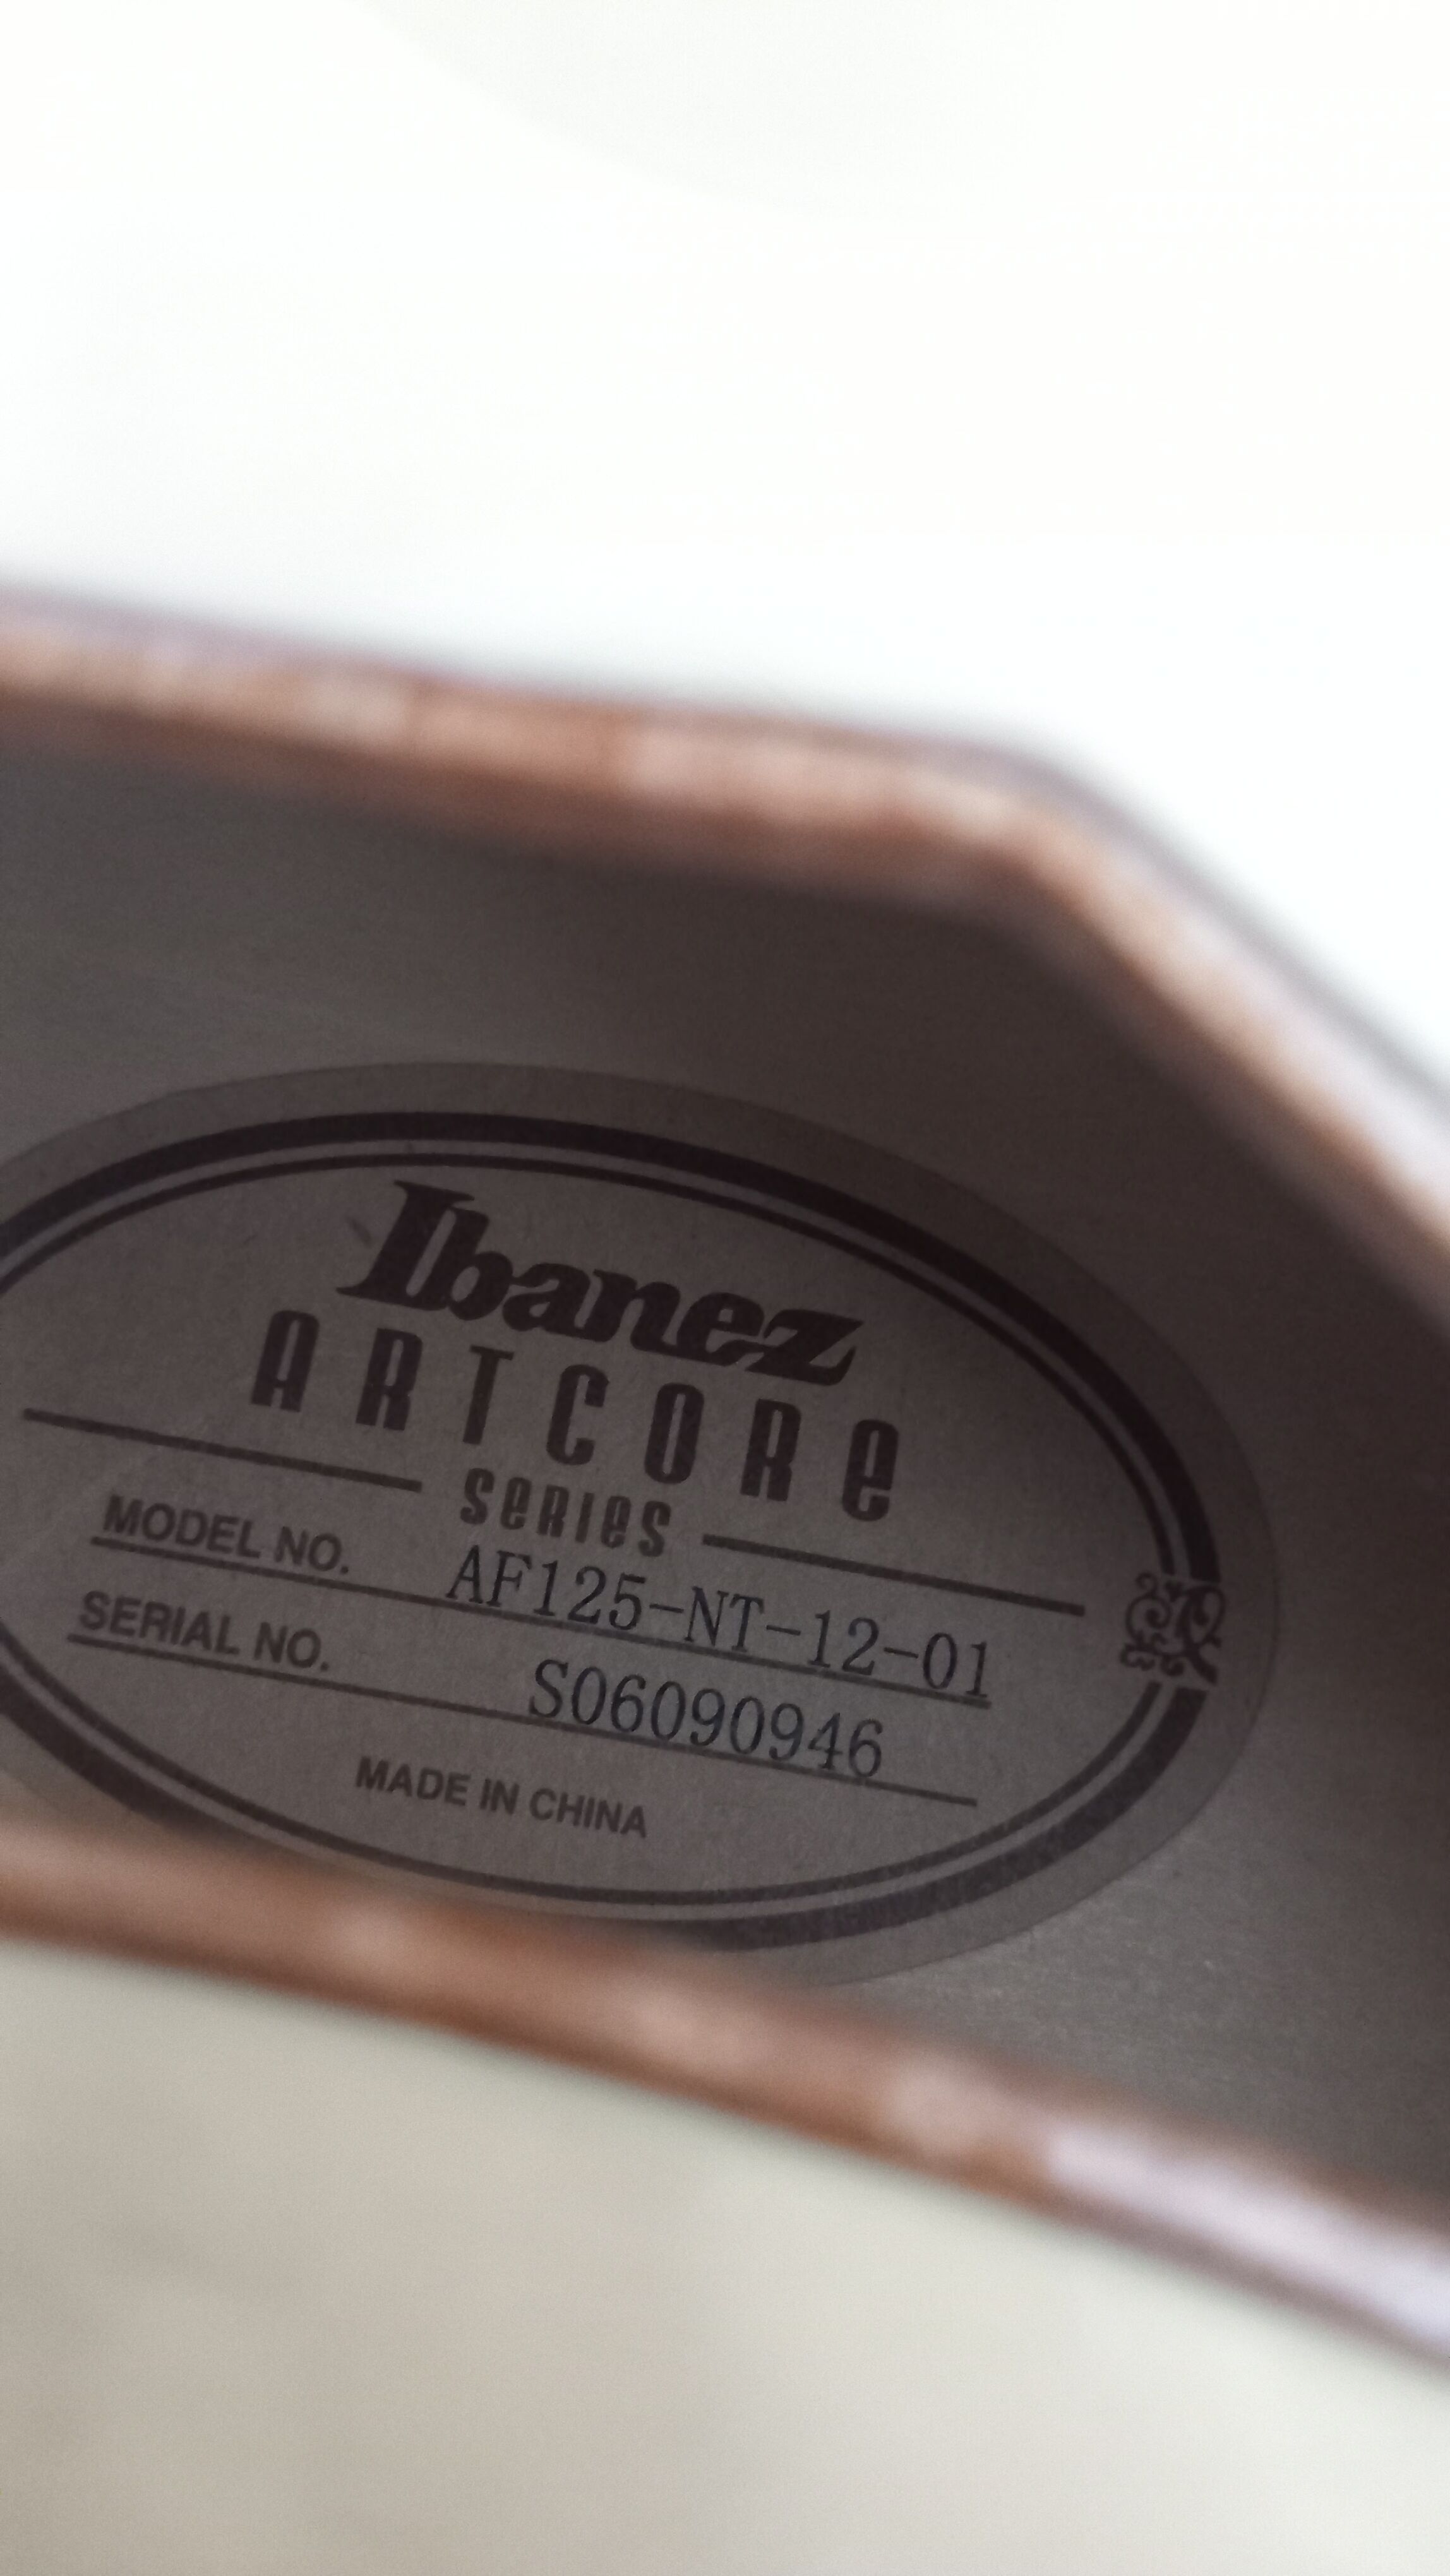 Ibanez
ARTCORE
SERIES
MODEL NO. AF125-NT-12-01
SERIAL NO. S06090946
MADE IN CHINA